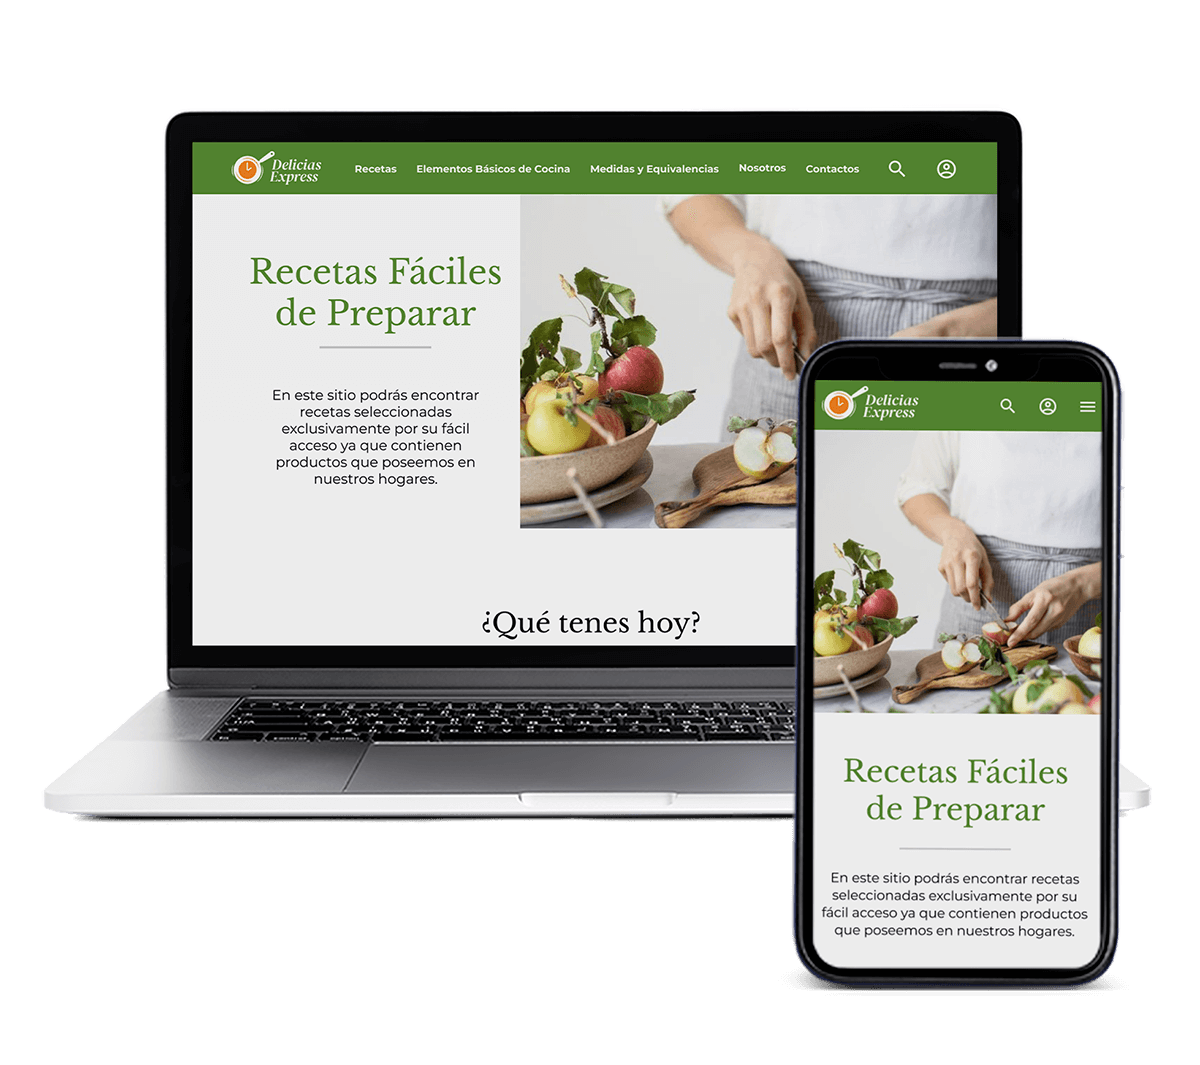 Delicias
Express
Recetas
Elementos Básicos de Cocina
Medidas y Equivalencias
Nosotros
Contactos
Recetas Fáciles
de Preparar
En este sitio podrás encontrar
recetas seleccionadas
exclusivamente por su fácil
acceso ya que contienen
productos que poseemos en
nuestros hogares.
¿Qué tenes hoy?
Delicias
Express
Recetas Fáciles
de Preparar
En este sitio podrás encontrar recetas
seleccionadas exclusivamente por su
fácil acceso ya que contienen productos
que poseemos en nuestros hogares.